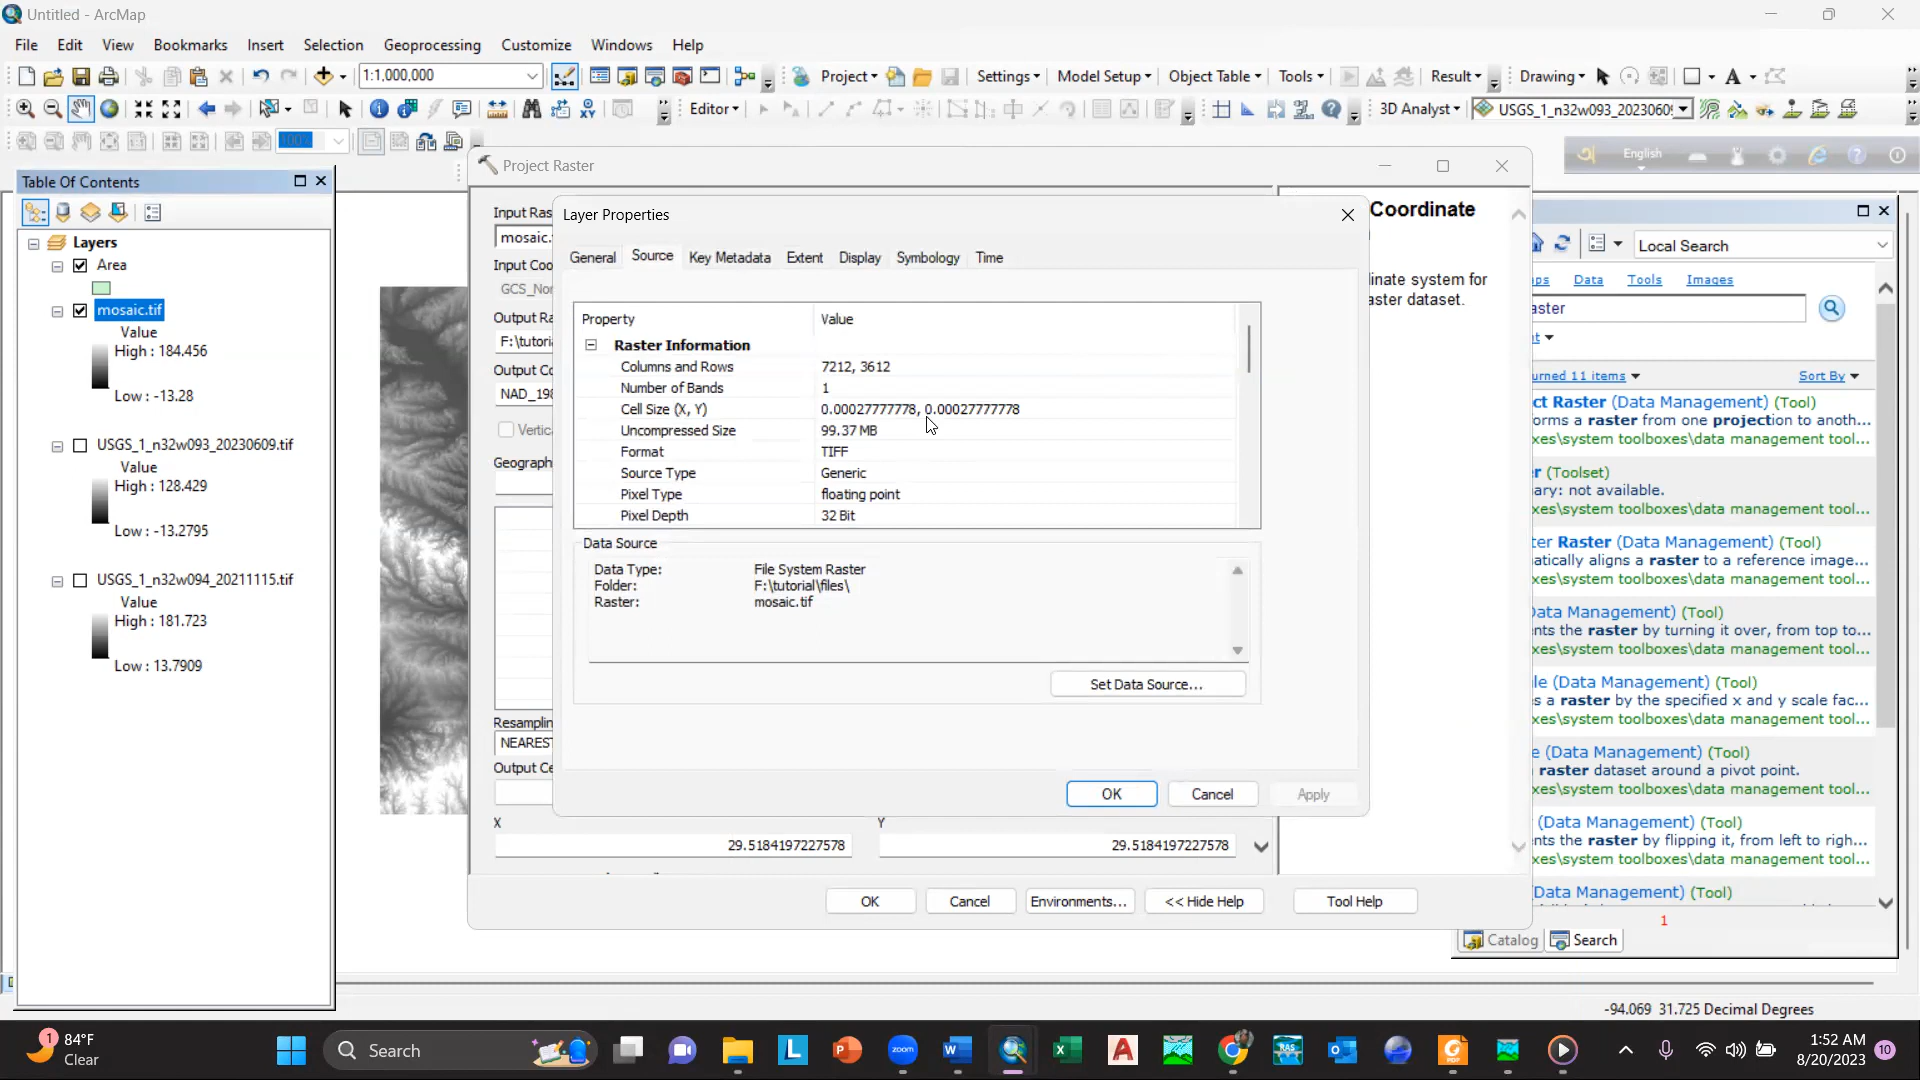 Untitled - ArcMap
File Edit View Bookmarks Insert Selection Geoprocessing Customize Windows Help
1:1,000,000
Project Settings Model Setup Object Table Tools Result Drawing
Editor 3D Analyst USGS_1_n32w093_20230609
100%
English
Table Of Contents
Layers
Area
mosaic.tif
Value
High : 184.456
Low : -13.28
USGS_1_n32w093_20230609.tif
Value
High : 128.429
Low : -13.2795
USGS_1_n32w094_20211115.tif
Value
High : 181.723
Low : 13.7909
Project Raster
Input Ras
mosaic.
Input Coo
GCS_Nor
Output Ra
F:\tutori
Output Co
NAD_198
Vertic
Geograph
Resamplin
NEAREST
Output Ce
X Y
29.5184197227578 29.5184197227578
OK Cancel Environments... << Hide Help Tool Help
Coordinate
linate system for
aster dataset.
Layer Properties
General Source Key Metadata Extent Display Symbology Time
Property Value
Raster Information
Columns and Rows 7212, 3612
Number of Bands 1
Cell Size (X, Y) 0.00027777778, 0.00027777778
Uncompressed Size 99.37 MB
Format TIFF
Source Type Generic
Pixel Type floating point
Pixel Depth 32 Bit
Data Source
Data Type: File System Raster
Folder: F:\tutorial\files\
Raster: mosaic.tif
Set Data Source...
OK Cancel Apply
Local Search
ps Data Tools Images
aster
t
urned 11 items Sort By
ct Raster (Data Management) (Tool)
orms a raster from one projection to anoth...
xes\system toolboxes\data management tool...
r (Toolset)
ary: not available.
xes\system toolboxes\data management tool...
ter Raster (Data Management) (Tool)
atically aligns a raster to a reference image...
xes\system toolboxes\data management tool...
Data Management) (Tool)
nts the raster by turning it over, from top to...
xes\system toolboxes\data management tool...
le (Data Management) (Tool)
s a raster by the specified x and y scale fac...
xes\system toolboxes\data management tool...
e (Data Management) (Tool)
raster dataset around a pivot point.
xes\system toolboxes\data management tool...
(Data Management) (Tool)
nts the raster by flipping it, from left to righ...
xes\system toolboxes\data management tool...
(Data Management) (Tool)
1
Catalog Search
-94.069 31.725 Decimal Degrees
1
84°F
Clear
Search
zoom
RAS
1:52 AM
8/20/2023
10